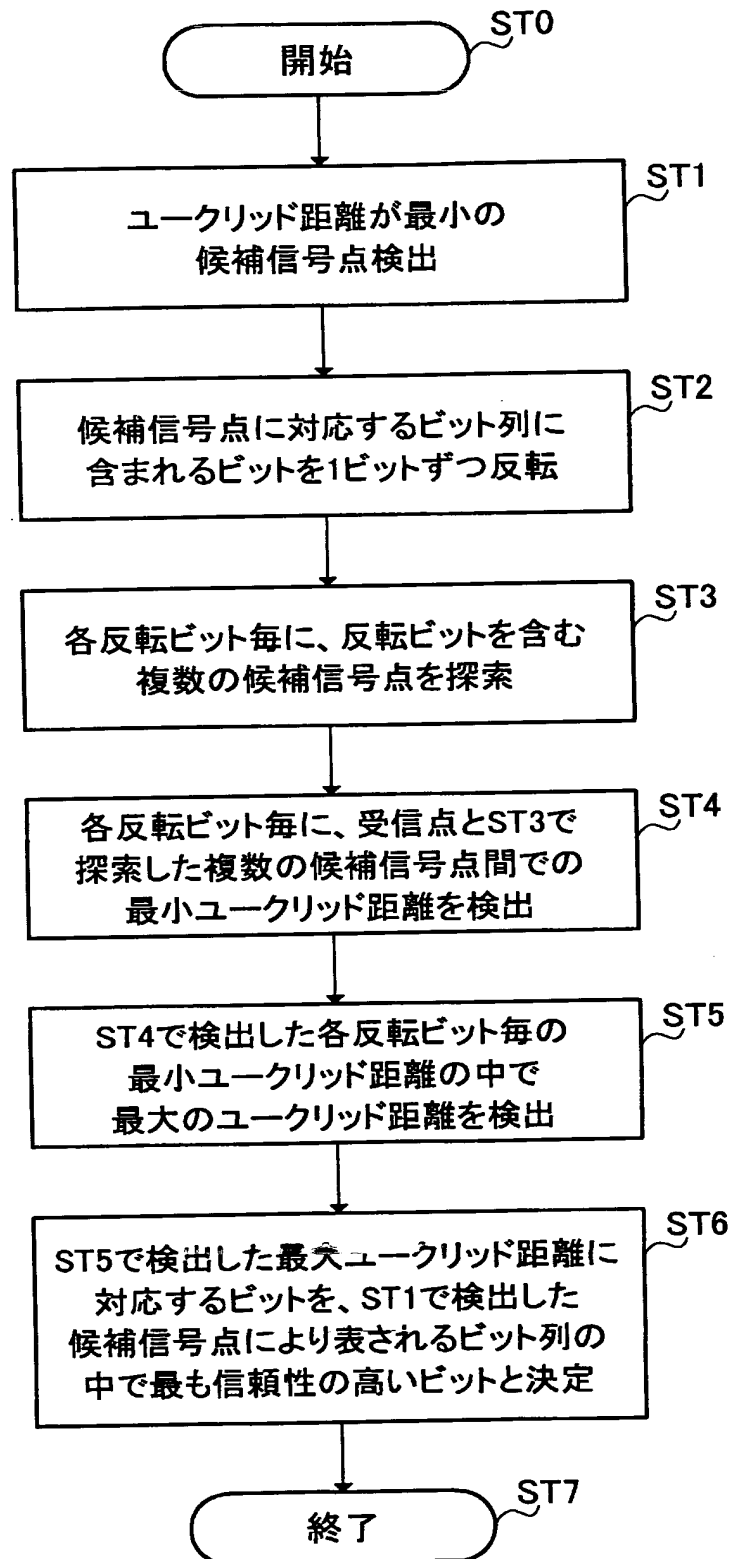 ST0
開始
ST1
ユークリッド距離が最小の
候補信号点検出
ST2
候補信号点に対応するビット列に
含まれるビットを1ビットずつ反転
ST3
各反転ビット毎に、反転ビットを含む
複数の候補信号点を探索
ST4
各反転ビット毎に、受信点とST3で
探索した複数の候補信号点間での
最小ユークリッド距離を検出
ST5
ST4で検出した各反転ビット毎の
最小ユークリッド距離の中で
最大のユークリッド距離を検出
ST6
ST5で検出した最大ユークリッド距離に
対応するビットを、ST1で検出した
候補信号点により表されるビット列の
中で最も信頼性の高いビットと決定
ST7
終了